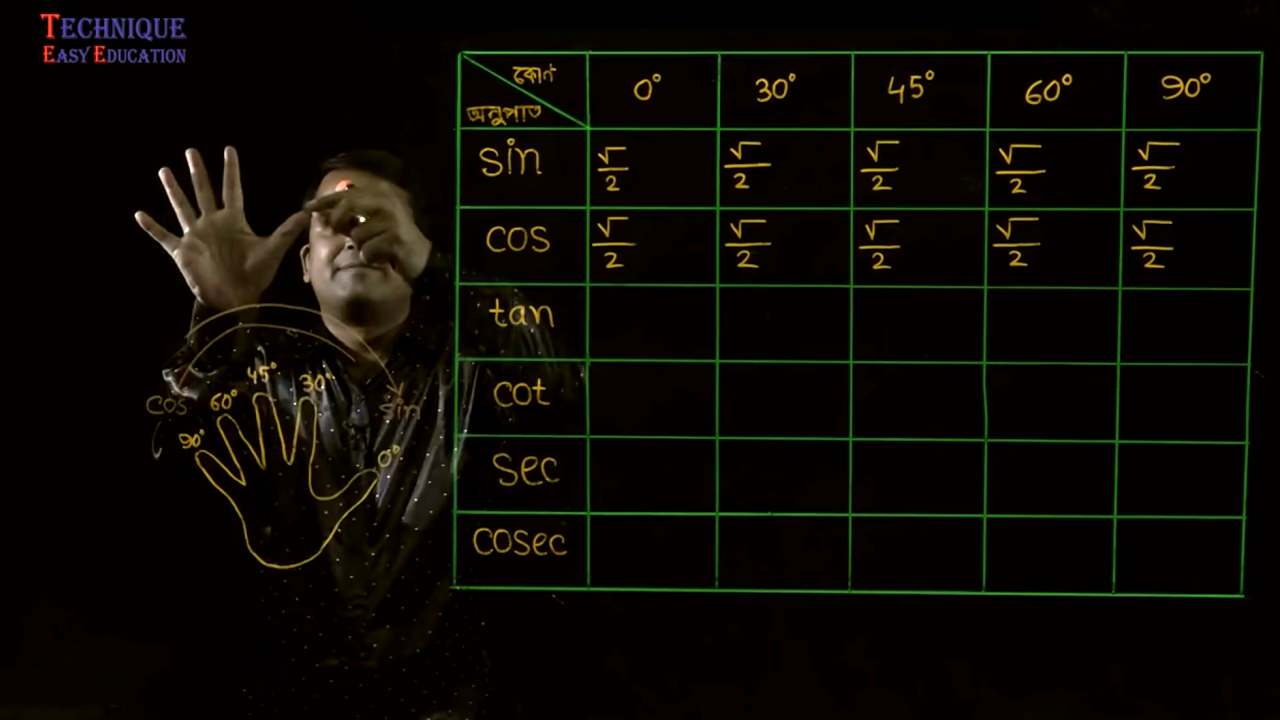 TECHNIQUE
EASY EDUCATION
কোণ 0° 30° 45° 60° 90°
অনুপাত
sin √/2 √/2 √/2 √/2 √/2
cos √/2 √/2 √/2 √/2 √/2
tan
cot
sec
cosec
45° 30°
cos 60° sin
90° 0°